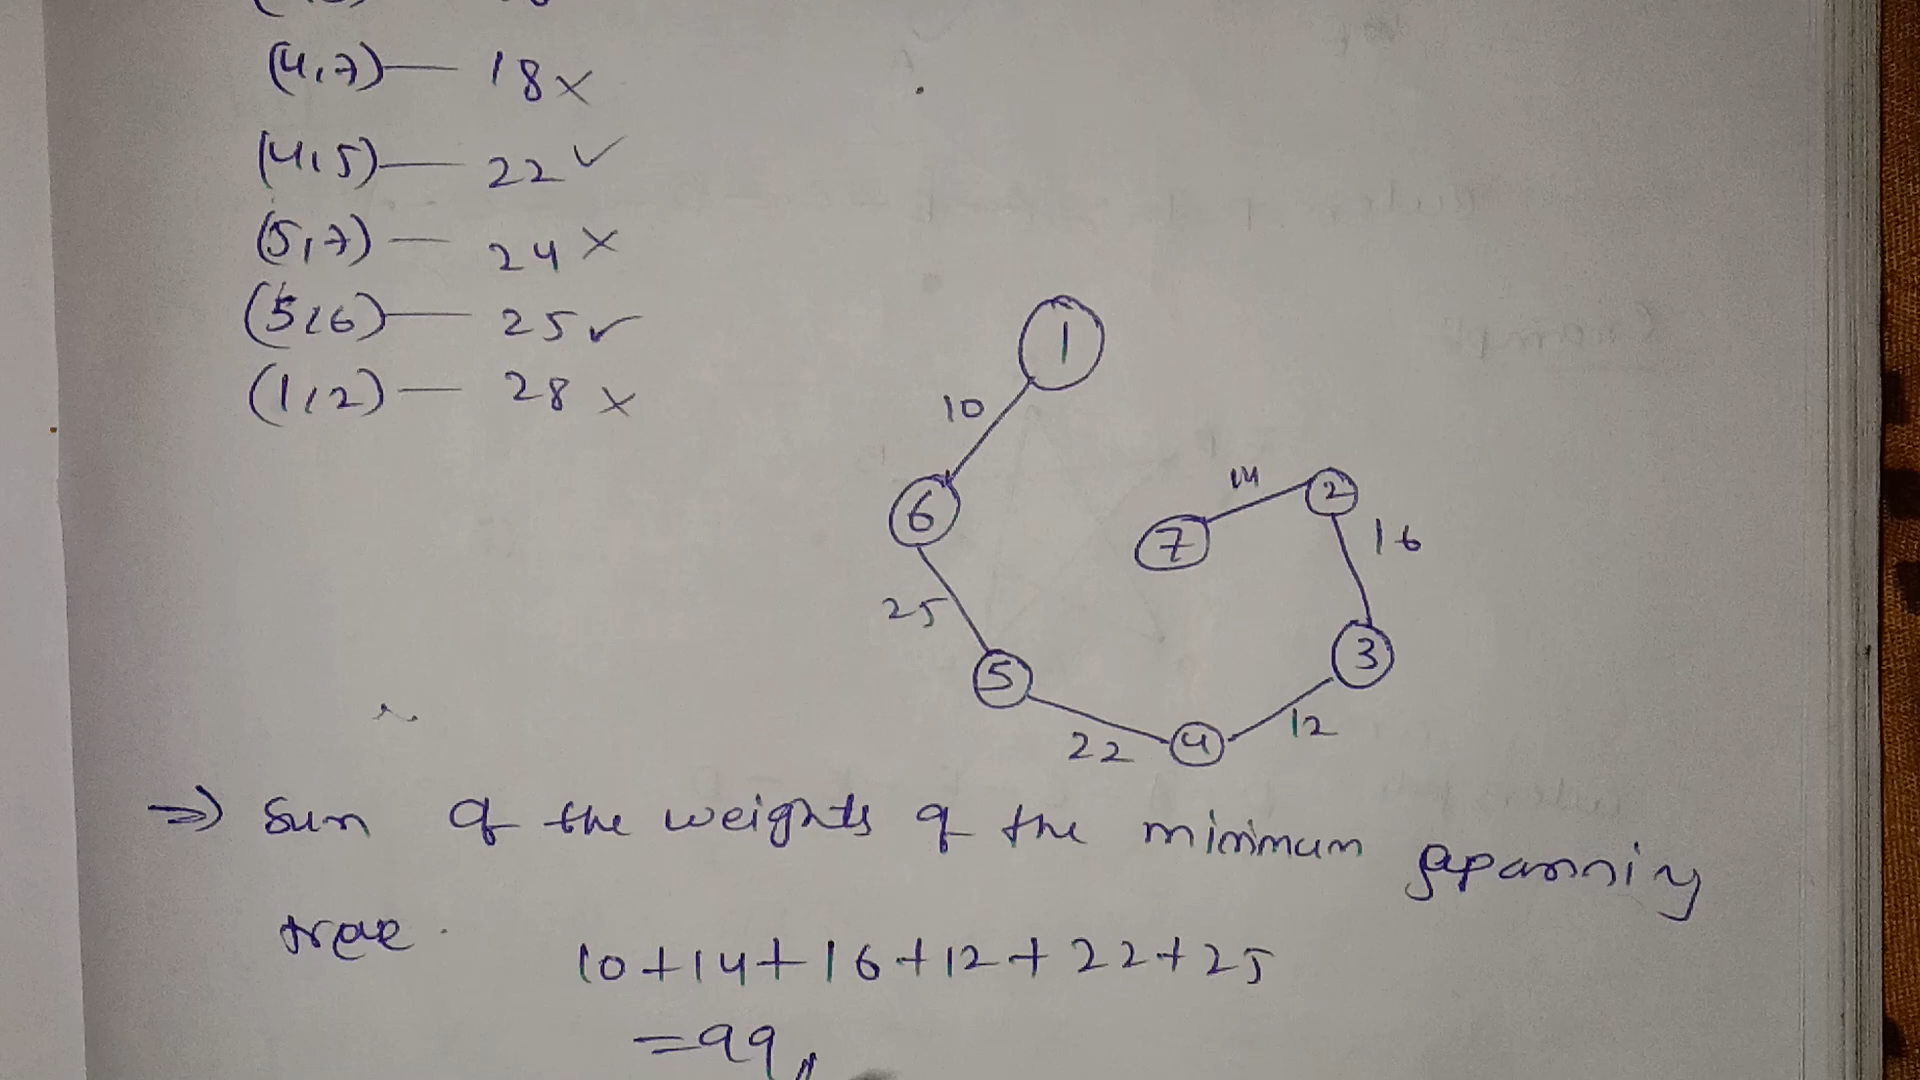 (4,7) — 18 ×
(4,5) — 22 ✓
(5,7) — 24 ×
(5,6) — 25 ✓
(1,2) — 28 ×
1
10
6
14
2
7
16
25
5
3
22
4
12
⇒ Sum of the weights of the minimum spanning
tree.
10+14+16+12+22+25
=99